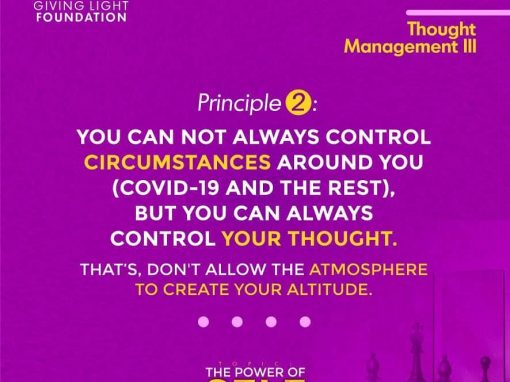 GIVING LIGHT
FOUNDATION
Thought
Management III
Principle 2:
YOU CAN NOT ALWAYS CONTROL
CIRCUMSTANCES AROUND YOU
(COVID-19 AND THE REST),
BUT YOU CAN ALWAYS
CONTROL YOUR THOUGHT.
THAT'S, DON'T ALLOW THE ATMOSPHERE
TO CREATE YOUR ALTITUDE.
TOPIC
THE POWER OF
SELF